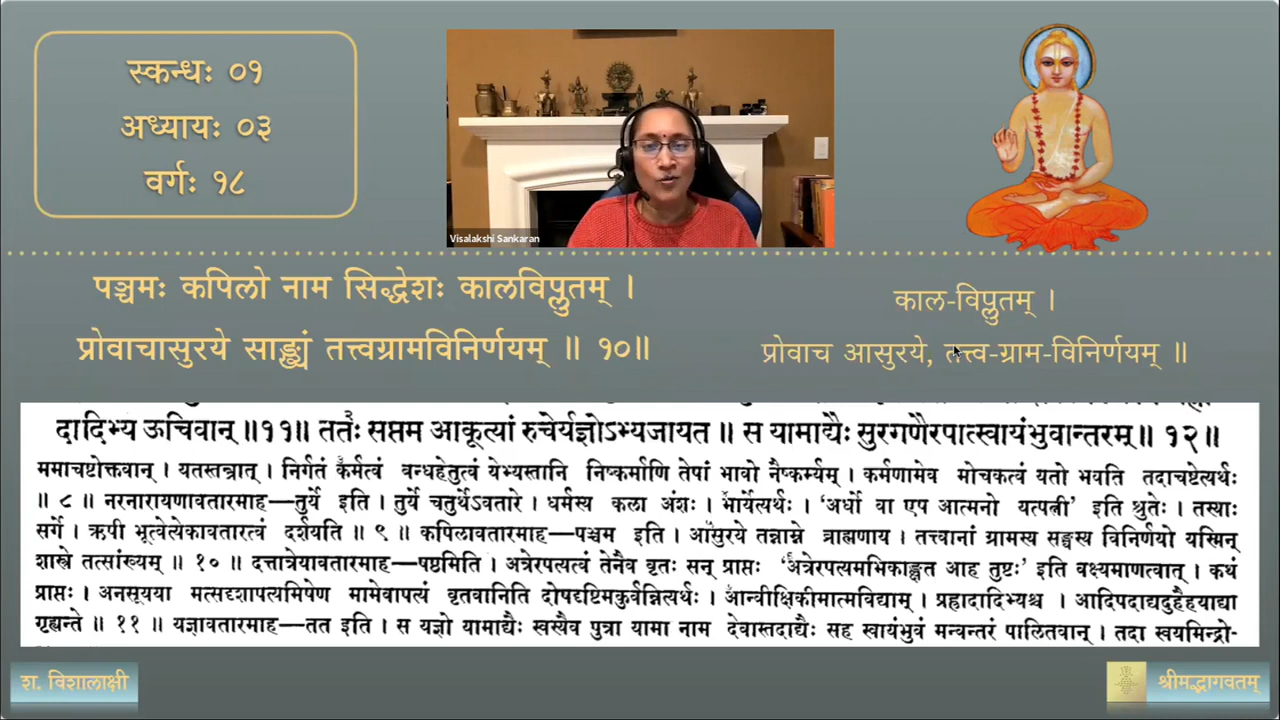 स्कन्धः ०१
अध्यायः ०३
वर्गः १८
Visalakshi Sankaran
पञ्चमः कपिलो नाम सिद्धेशः कालविप्लुतम् ।
प्रोवाचासुरये साङ्ख्यं तत्त्वग्रामविनिर्णयम् ॥ १०॥
काल-विप्लुतम् ।
प्रोवाच आसुरये, तत्त्व-ग्राम-विनिर्णयम् ॥
दादिभ्य ऊचिवान् ॥११॥ ततः सप्तम आकूत्यां रुचेर्यज्ञोऽभ्यजायत ॥ स यामाद्यैः सुरगणैरपात्स्वायंभुवान्तरम् ॥ १२॥
ममाचष्टोक्तवान् । यतस्तन्त्रात् । निर्गतं कर्मत्वं बन्धहेतुत्वं येभ्यस्तानि निष्कर्माणि तेषां भावो नैष्कर्म्यम् । कर्मणामेव मोचकत्वं यतो भवति तदाचष्टेत्यर्थः
॥ ८ ॥ नरनारायणावतारमाह—तुर्ये इति । तुर्ये चतुर्थेऽवतारे । धर्मस्य कला अंशः । भार्येत्यर्थः । 'अर्धो वा एष आत्मनो यत्पत्नी' इति श्रुतेः । तस्याः
सर्गे । ऋषी भूत्वेत्येकावतारत्वं दर्शयति ॥ ९ ॥ कपिलावतारमाह—पञ्चम इति । आसुरये तन्नाम्ने ब्राह्मणाय । तत्त्वानां ग्रामस्य सङ्घस्य विनिर्णयो यस्मिन्
शास्त्रे तत्सांख्यम् ॥ १० ॥ दत्तात्रेयावतारमाह—षष्ठमिति । अत्रेरपत्यत्वं तेनैव वृतः सन् प्राप्तः 'अत्रेरपत्यमभिकाङ्क्षत आह तुष्टः' इति वक्ष्यमाणत्वात् । कथं
प्राप्तः । अनसूयया मत्सदृशापत्यमिषेण मामेवापत्यं वृतवानिति दोषदृष्टिमकुर्वन्नित्यर्थः । आन्वीक्षिकीमात्मविद्याम् । प्रह्रादादिभ्यश्च । आदिपदाद्यदुहैहयाद्या
गृह्यन्ते ॥ ११ ॥ यज्ञावतारमाह—तत इति । स यज्ञो यामाद्यैः स्वस्यैव पुत्रा यामा नाम देवास्तदाद्यैः सह स्वायंभुवं मन्वन्तरं पालितवान् । तदा स्वयमिन्द्रो-
श. विशालाक्षी
श्रीमद्भागवतम्